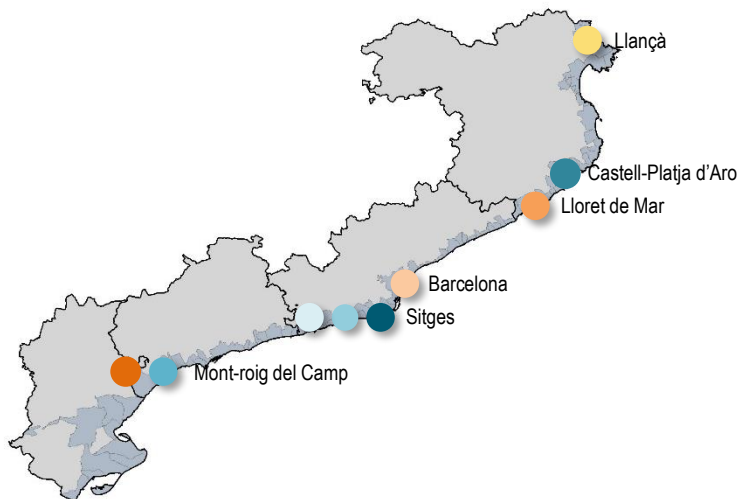 Llançà
Castell-Platja d’Aro
Lloret de Mar
Barcelona
Sitges
Mont-roig del Camp